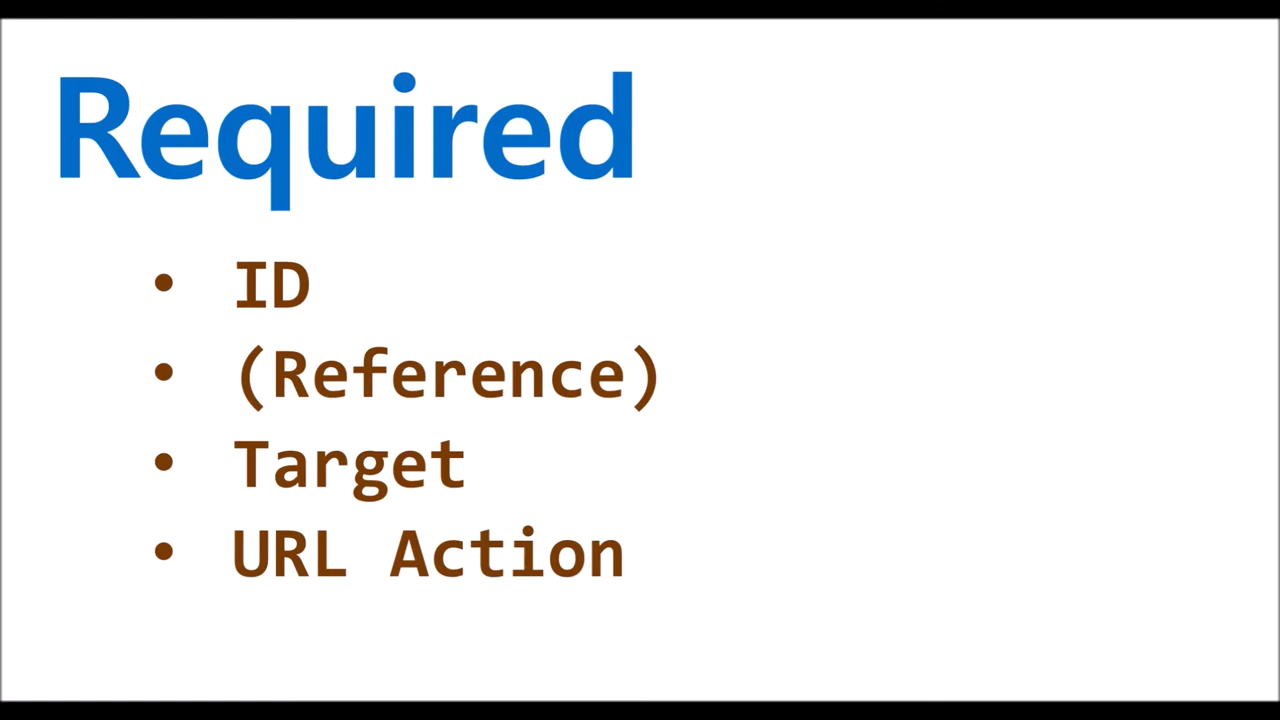 Required
• ID
• (Reference)
• Target
• URL Action